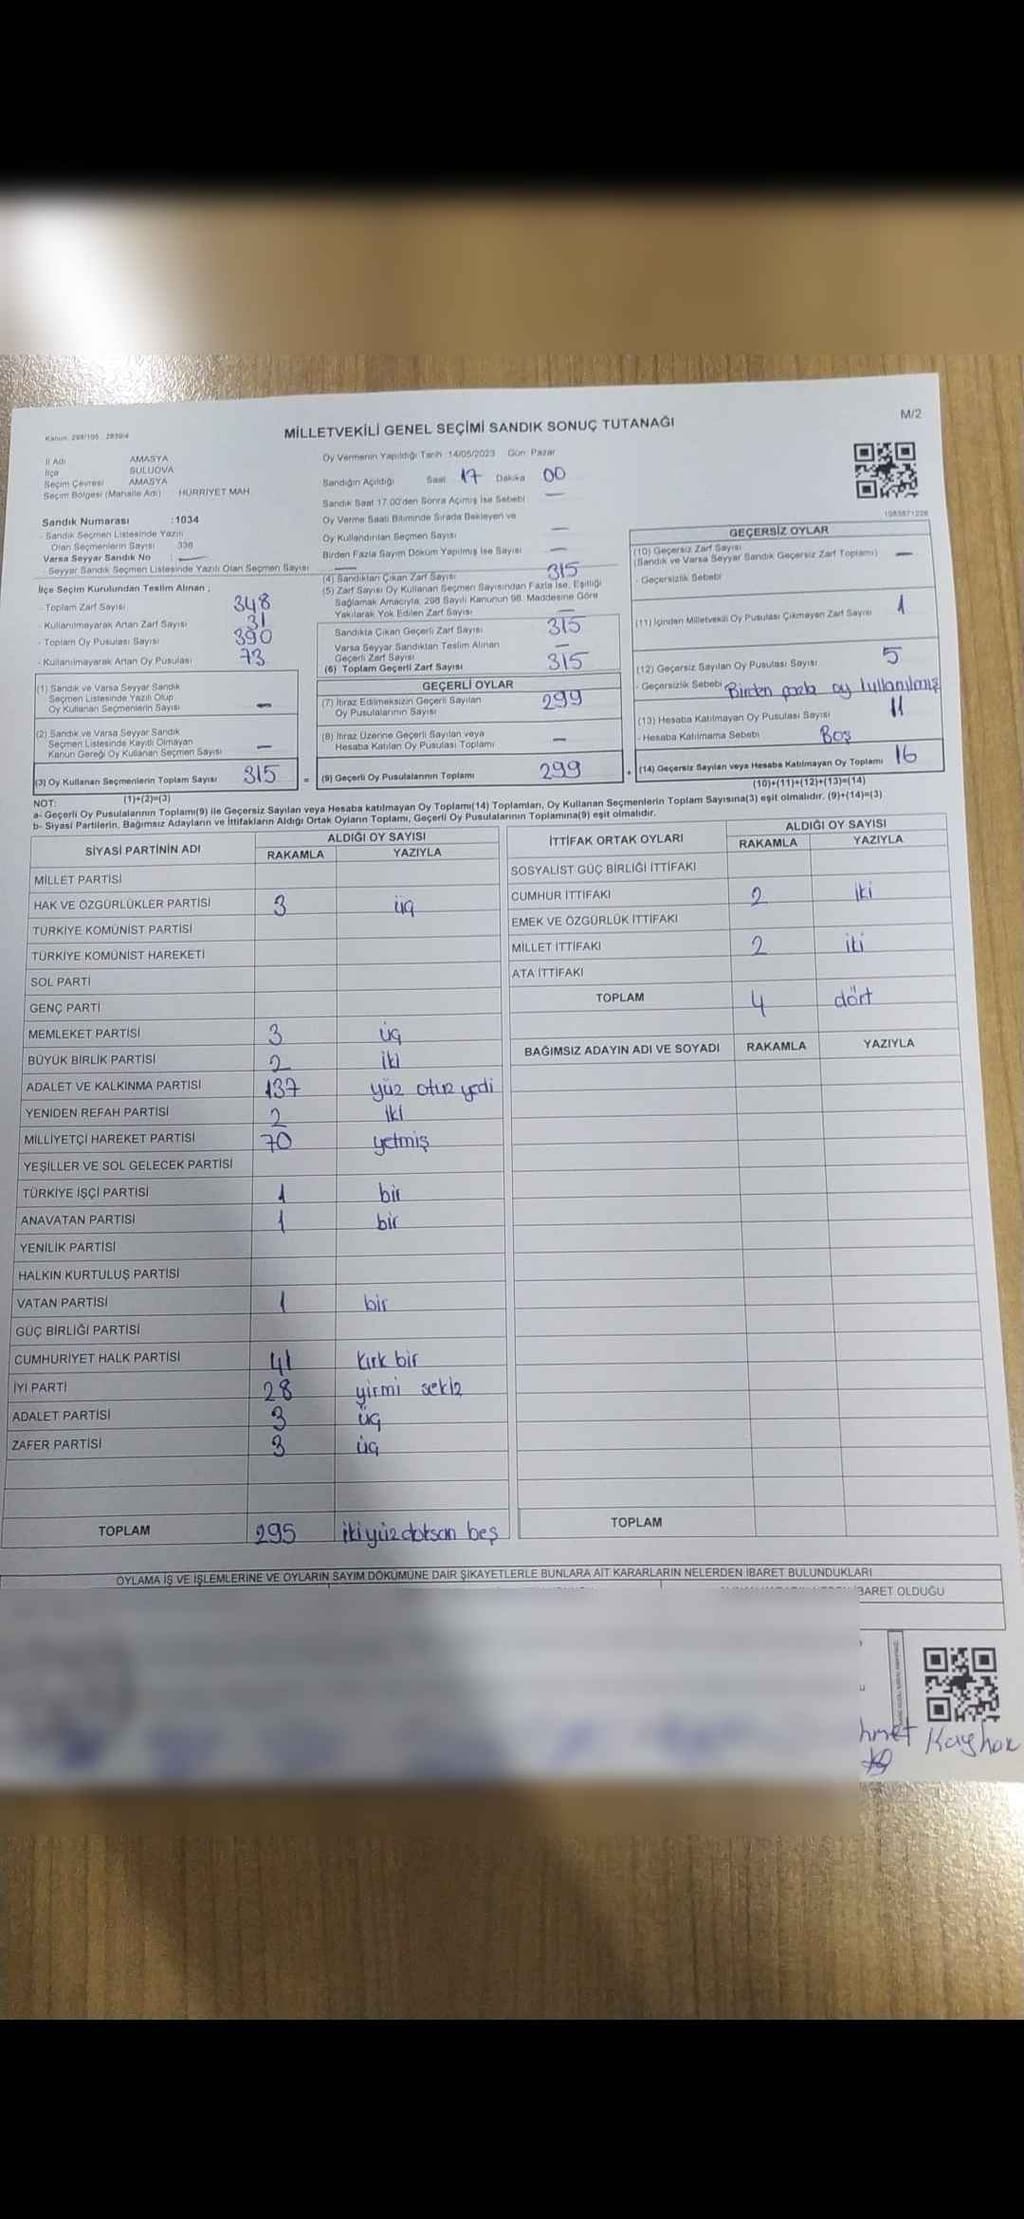 M/2
Kanun: 298/105 : 2839/4
MİLLETVEKİLİ GENEL SEÇİMİ SANDIK SONUÇ TUTANAĞI
İl Adı AMASYA
İlçe SULUOVA
Seçim Çevresi AMASYA
Seçim Bölgesi (Mahalle Adı) HÜRRİYET MAH.
Sandık Numarası :1034
- Sandık Seçmen Listesinde Yazılı
Olan Seçmenlerin Sayısı 338
Varsa Seyyar Sandık No : —
- Seyyar Sandık Seçmen Listesinde Yazılı Olan Seçmen Sayısı —
İlçe Seçim Kurulundan Teslim Alınan ;
- Toplam Zarf Sayısı 348
- Kullanılmayarak Artan Zarf Sayısı 31
- Toplam Oy Pusulası Sayısı 390
- Kullanılmayarak Artan Oy Pusulası 73
(1) Sandık ve Varsa Seyyar Sandık
Seçmen Listesinde Yazılı Olup
Oy Kullanan Seçmenlerin Sayısı —
(2) Sandık ve Varsa Seyyar Sandık
Seçmen Listesinde Kayıtlı Olmayan
Kanun Gereği Oy Kullanan Seçmen Sayısı —
(3) Oy Kullanan Seçmenlerin Toplam Sayısı 315 =
(1)+(2)=(3)
Oy Vermenin Yapıldığı Tarih :14/05/2023 Gün: Pazar
Sandığın Açıldığı Saat 17 Dakika 00
Sandık Saat 17.00'den Sonra Açımış İse Sebebi : —
Oy Verme Saati Bitiminde Sırada Bekleyen ve
Oy Kullandırılan Seçmen Sayısı —
Birden Fazla Sayım Döküm Yapılmış İse Sayısı —
(4) Sandıktan Çıkan Zarf Sayısı 315
(5) Zarf Sayısı Oy Kullanan Seçmen Sayısından Fazla İse, Eşitliği
Sağlamak Amacıyla, 298 Sayılı Kanunun 98. Maddesine Göre
Yakılarak Yok Edilen Zarf Sayısı —
Sandıkta Çıkan Geçerli Zarf Sayısı 315
Varsa Seyyar Sandıktan Teslim Alınan
Geçerli Zarf Sayısı —
(6) Toplam Geçerli Zarf Sayısı 315
GEÇERLİ OYLAR
(7) İtiraz Edilmeksizin Geçerli Sayılan
Oy Pusulalarının Sayısı 299
(8) İtiraz Üzerine Geçerli Sayılan veya
Hesaba Katılan Oy Pusulası Toplamı —
(9) Geçerli Oy Pusulalarının Toplamı 299 +
1083871226
GEÇERSİZ OYLAR
(10) Geçersiz Zarf Sayısı
(Sandık ve Varsa Seyyar Sandık Geçersiz Zarf Toplamı) —
- Geçersizlik Sebebi
(11) İçinden Milletvekili Oy Pusulası Çıkmayan Zarf Sayısı 1
(12) Geçersiz Sayılan Oy Pusulası Sayısı 5
- Geçersizlik Sebebi Birden fazla oy kullanılmış
(13) Hesaba Katılmayan Oy Pusulası Sayısı 11
- Hesaba Katılmama Sebebi Boş
(14) Geçersiz Sayılan veya Hesaba Katılmayan Oy Toplamı 16
(10)+(11)+(12)+(13)=(14)
NOT:
a- Geçerli Oy Pusulalarının Toplamı(9) ile Geçersiz Sayılan veya Hesaba katılmayan Oy Toplamı(14) Toplamları, Oy Kullanan Seçmenlerin Toplam Sayısına(3) eşit olmalıdır. (9)+(14)=(3)
b- Siyasi Partilerin, Bağımsız Adayların ve İttifakların Aldığı Ortak Oyların Toplamı, Geçerli Oy Pusulalarının Toplamına(9) eşit olmalıdır.
SİYASİ PARTİNİN ADI ALDIĞI OY SAYISI
RAKAMLA YAZIYLA
MİLLET PARTİSİ
HAK VE ÖZGÜRLÜKLER PARTİSİ 3 üç
TÜRKİYE KOMÜNİST PARTİSİ
TÜRKİYE KOMÜNİST HAREKETİ
SOL PARTİ
GENÇ PARTİ
MEMLEKET PARTİSİ 3 üç
BÜYÜK BİRLİK PARTİSİ 2 iki
ADALET VE KALKINMA PARTİSİ 137 yüz otuz yedi
YENİDEN REFAH PARTİSİ 2 iki
MİLLİYETÇİ HAREKET PARTİSİ 70 yetmiş
YEŞİLLER VE SOL GELECEK PARTİSİ
TÜRKİYE İŞÇİ PARTİSİ 1 bir
ANAVATAN PARTİSİ 1 bir
YENİLİK PARTİSİ
HALKIN KURTULUŞ PARTİSİ
VATAN PARTİSİ 1 bir
GÜÇ BİRLİĞİ PARTİSİ
CUMHURİYET HALK PARTİSİ 41 kırk bir
İYİ PARTİ 28 yirmi sekiz
ADALET PARTİSİ 3 üç
ZAFER PARTİSİ 3 üç
TOPLAM 295 ikiyüzdoksan beş
İTTİFAK ORTAK OYLARI ALDIĞI OY SAYISI
RAKAMLA YAZIYLA
SOSYALİST GÜÇ BİRLİĞİ İTTİFAKI
CUMHUR İTTİFAKI 2 iki
EMEK VE ÖZGÜRLÜK İTTİFAKI
MİLLET İTTİFAKI 2 iki
ATA İTTİFAKI
TOPLAM 4 dört
BAĞIMSIZ ADAYIN ADI VE SOYADI RAKAMLA YAZIYLA
TOPLAM
OYLAMA İŞ VE İŞLEMLERİNE VE OYLARIN SAYIM DÖKÜMÜNE DAİR ŞİKAYETLERLE BUNLARA AİT KARARLARIN NELERDEN İBARET BULUNDUKLARI
İBARET OLDUĞU
hmet